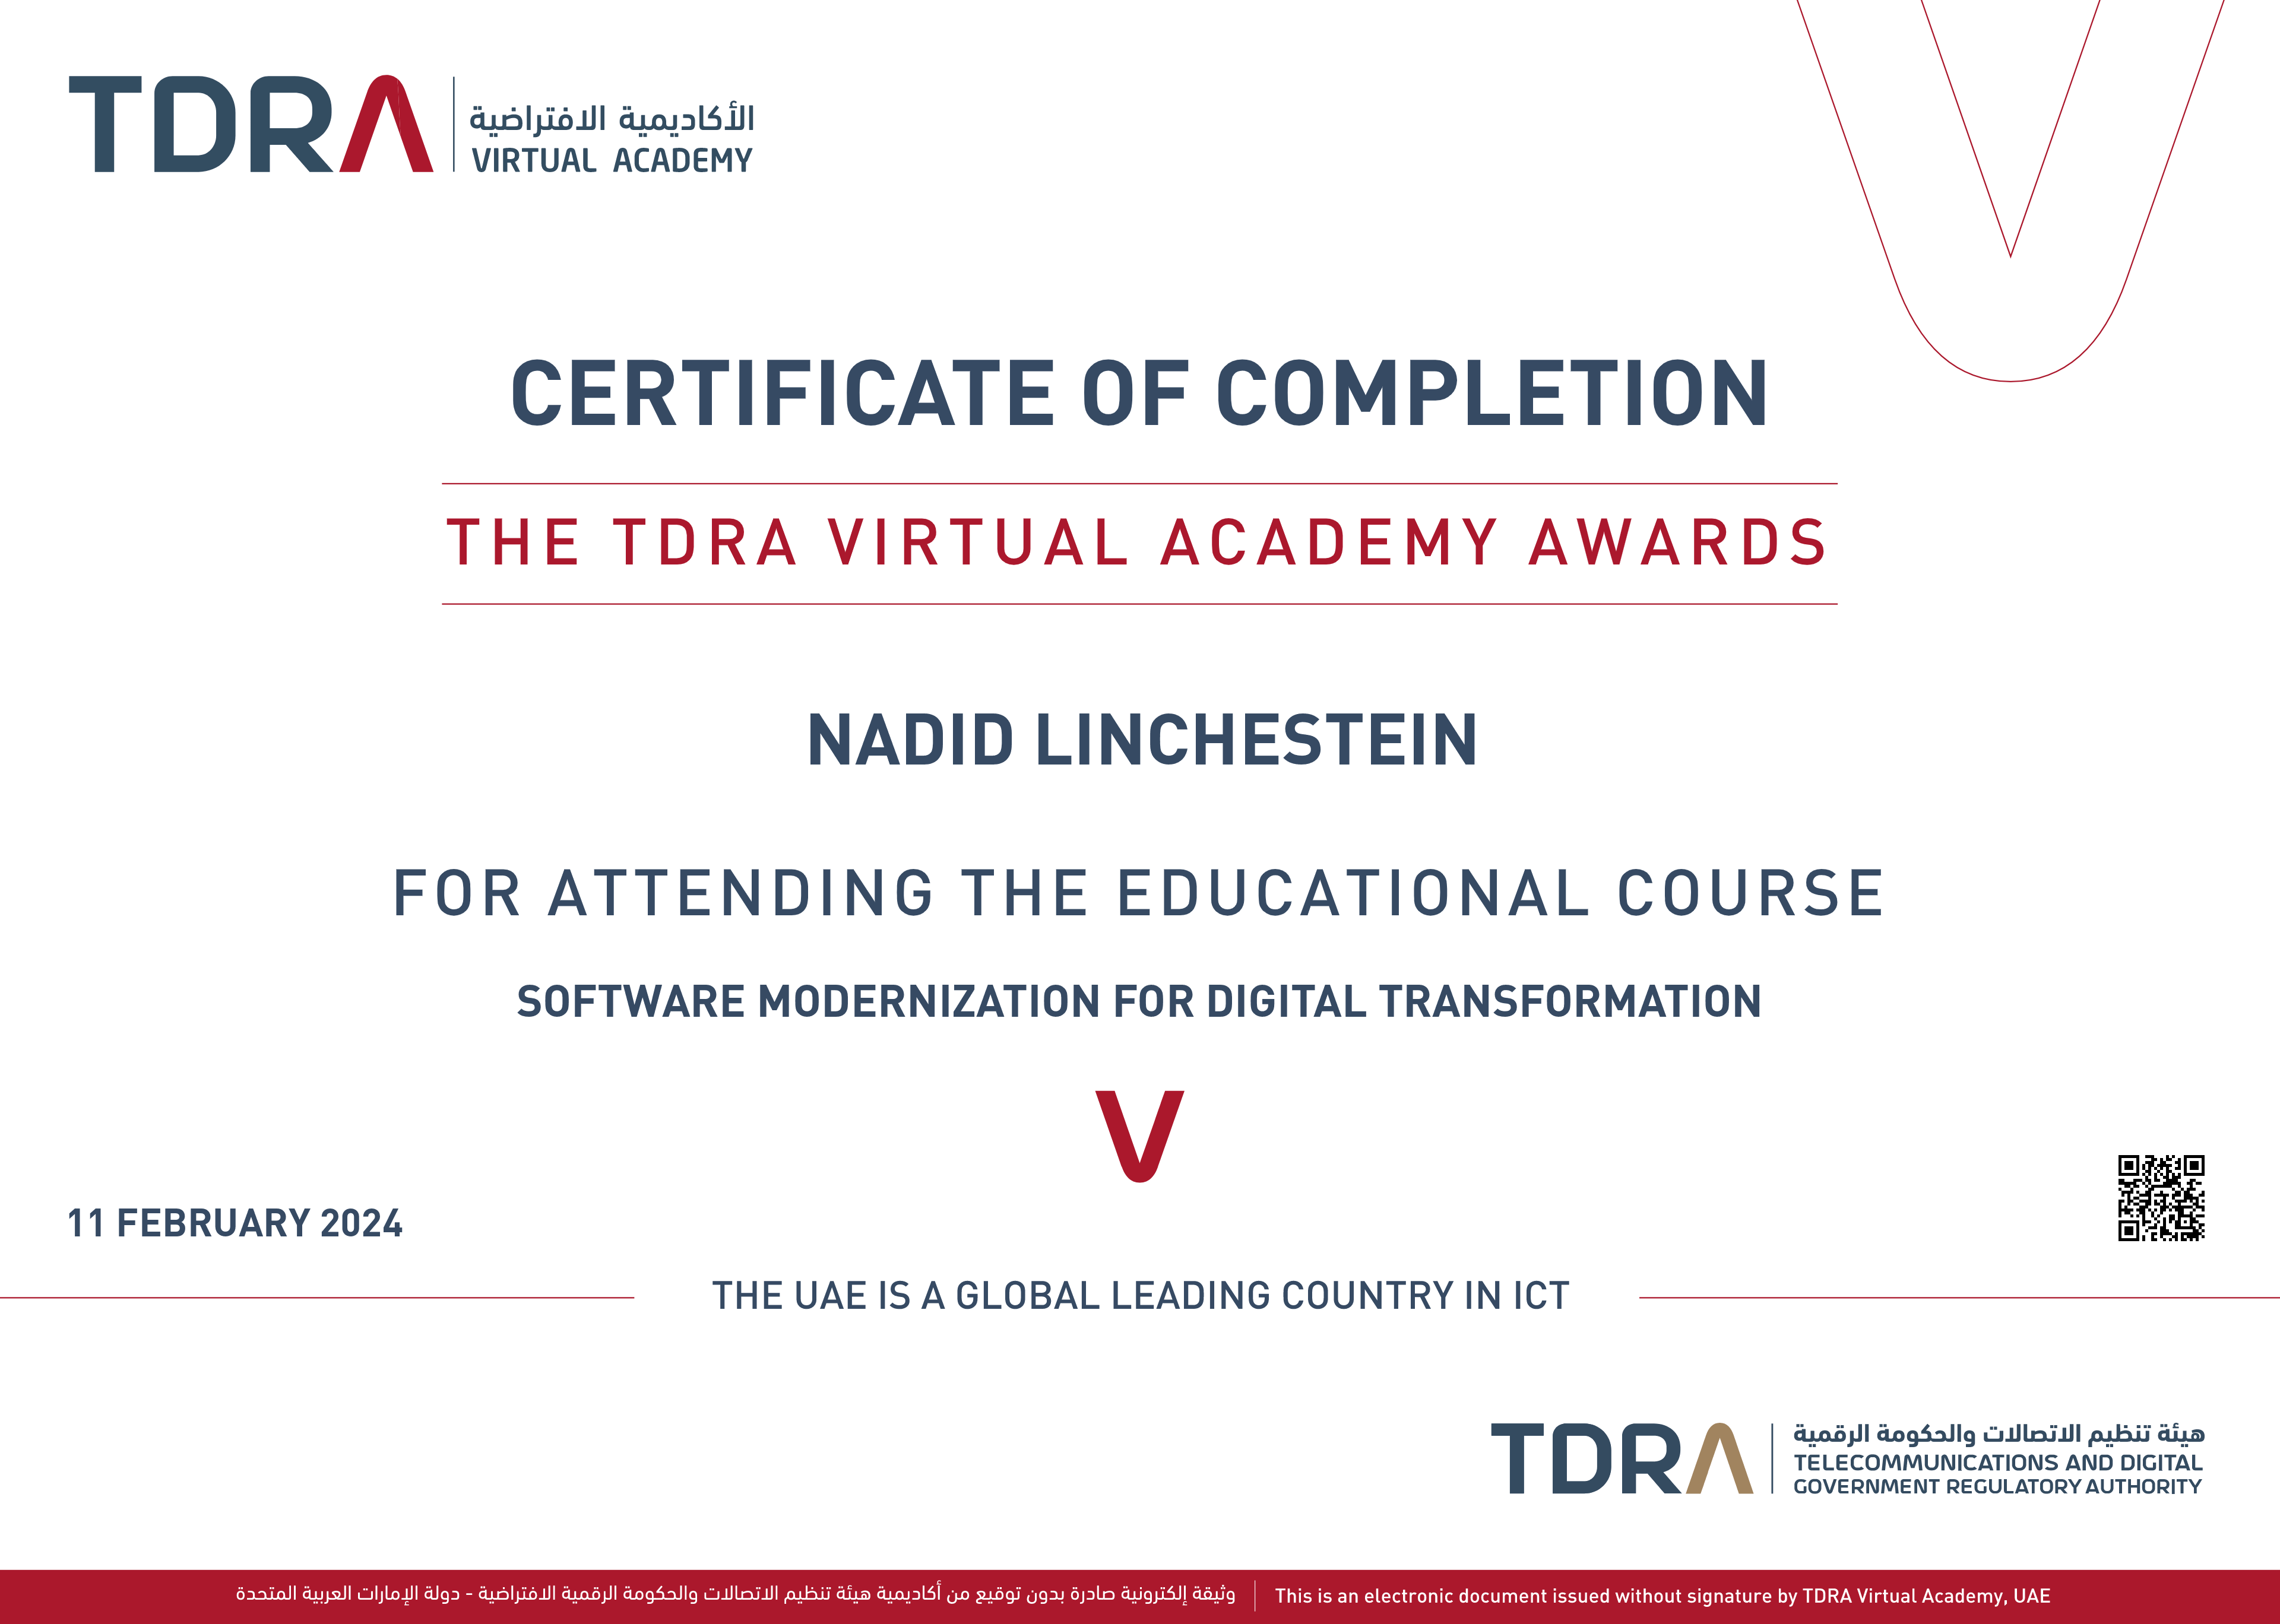 TDRA
الأكاديمية الافتراضية
VIRTUAL ACADEMY
CERTIFICATE OF COMPLETION
THE TDRA VIRTUAL ACADEMY AWARDS
NADID LINCHESTEIN
FOR ATTENDING THE EDUCATIONAL COURSE
SOFTWARE MODERNIZATION FOR DIGITAL TRANSFORMATION
V
11 FEBRUARY 2024
THE UAE IS A GLOBAL LEADING COUNTRY IN ICT
TDRA
هيئة تنظيم الاتصالات والحكومة الرقمية
TELECOMMUNICATIONS AND DIGITAL
GOVERNMENT REGULATORY AUTHORITY
وثيقة إلكترونية صادرة بدون توقيع من أكاديمية هيئة تنظيم الاتصالات والحكومة الرقمية الافتراضية - دولة الإمارات العربية المتحدة
This is an electronic document issued without signature by TDRA Virtual Academy, UAE